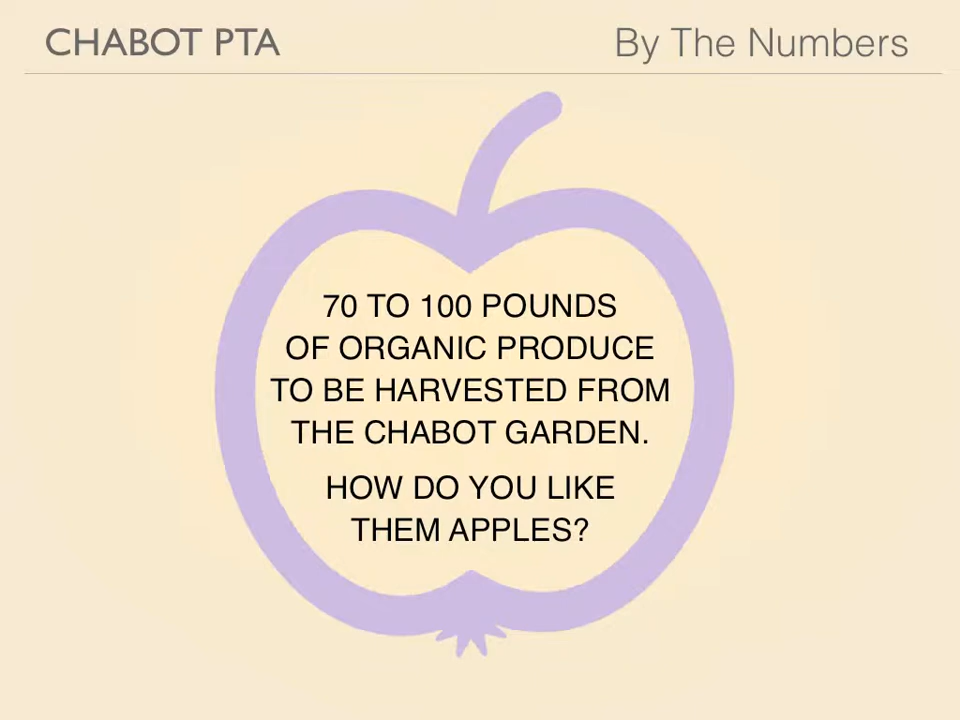 CHABOT PTA
By The Numbers
70 TO 100 POUNDS
OF ORGANIC PRODUCE
TO BE HARVESTED FROM
THE CHABOT GARDEN.
HOW DO YOU LIKE
THEM APPLES?